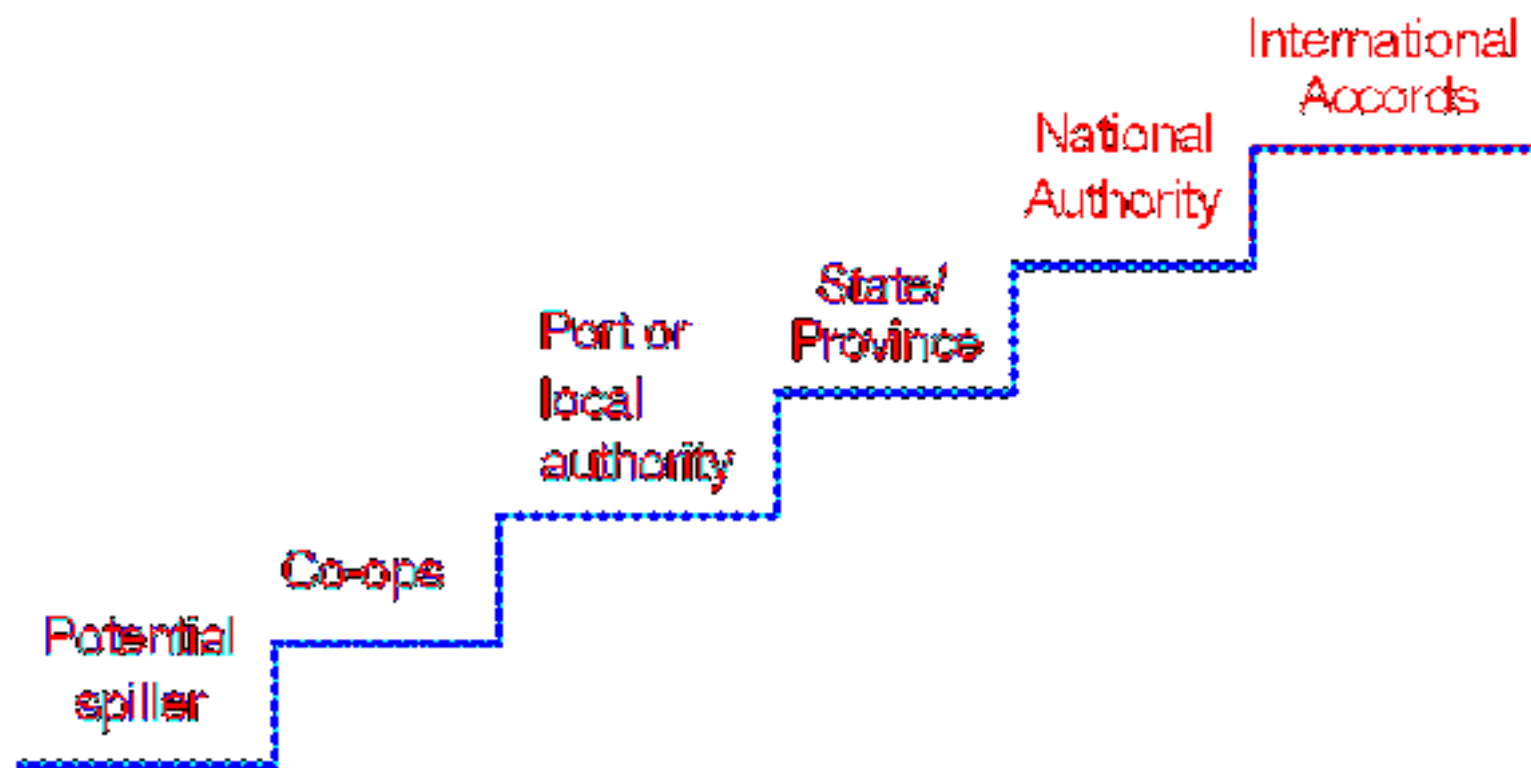 International
Accords
National
Authority
State/
Province
Port or
local
authority
Co-ops
Potential
spiller